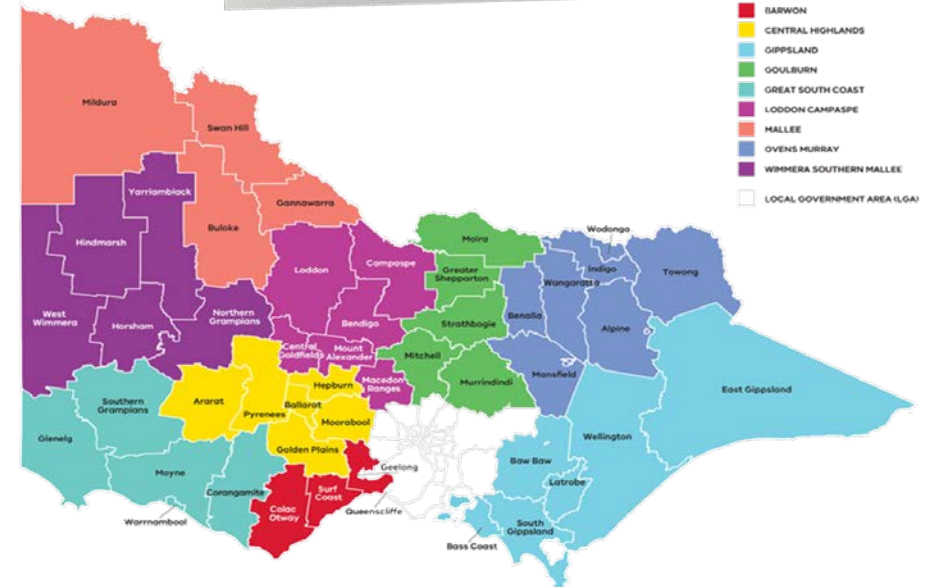 BARWON
CENTRAL HIGHLANDS
GIPPSLAND
GOULBURN
GREAT SOUTH COAST
LODDON CAMPASPE
MALLEE
OVENS MURRAY
WIMMERA SOUTHERN MALLEE
LOCAL GOVERNMENT AREA (LGA)
Mildura
Swan Hill
Yarriambiack
Gannawarra
Buloke
Hindmarsh
Moira
Wodonga
Loddon
Campaspe
Greater
Shepparton
Indigo
Wangaratta
Towong
West
Wimmera
Horsham
Northern
Grampians
Bendigo
Strathbogie
Benalla
Alpine
Central
Goldfields
Mount
Alexander
Mitchell
Mansfield
Murrindindi
Macedon
Ranges
East Gippsland
Southern
Grampians
Ararat
Pyrenees
Hepburn
Ballarat
Moorabool
Glenelg
Golden Plains
Wellington
Moyne
Corangamite
Geelong
Baw Baw
Latrobe
Surf
Coast
Colac
Otway
Queenscliffe
Warrnambool
South
Gippsland
Bass Coast